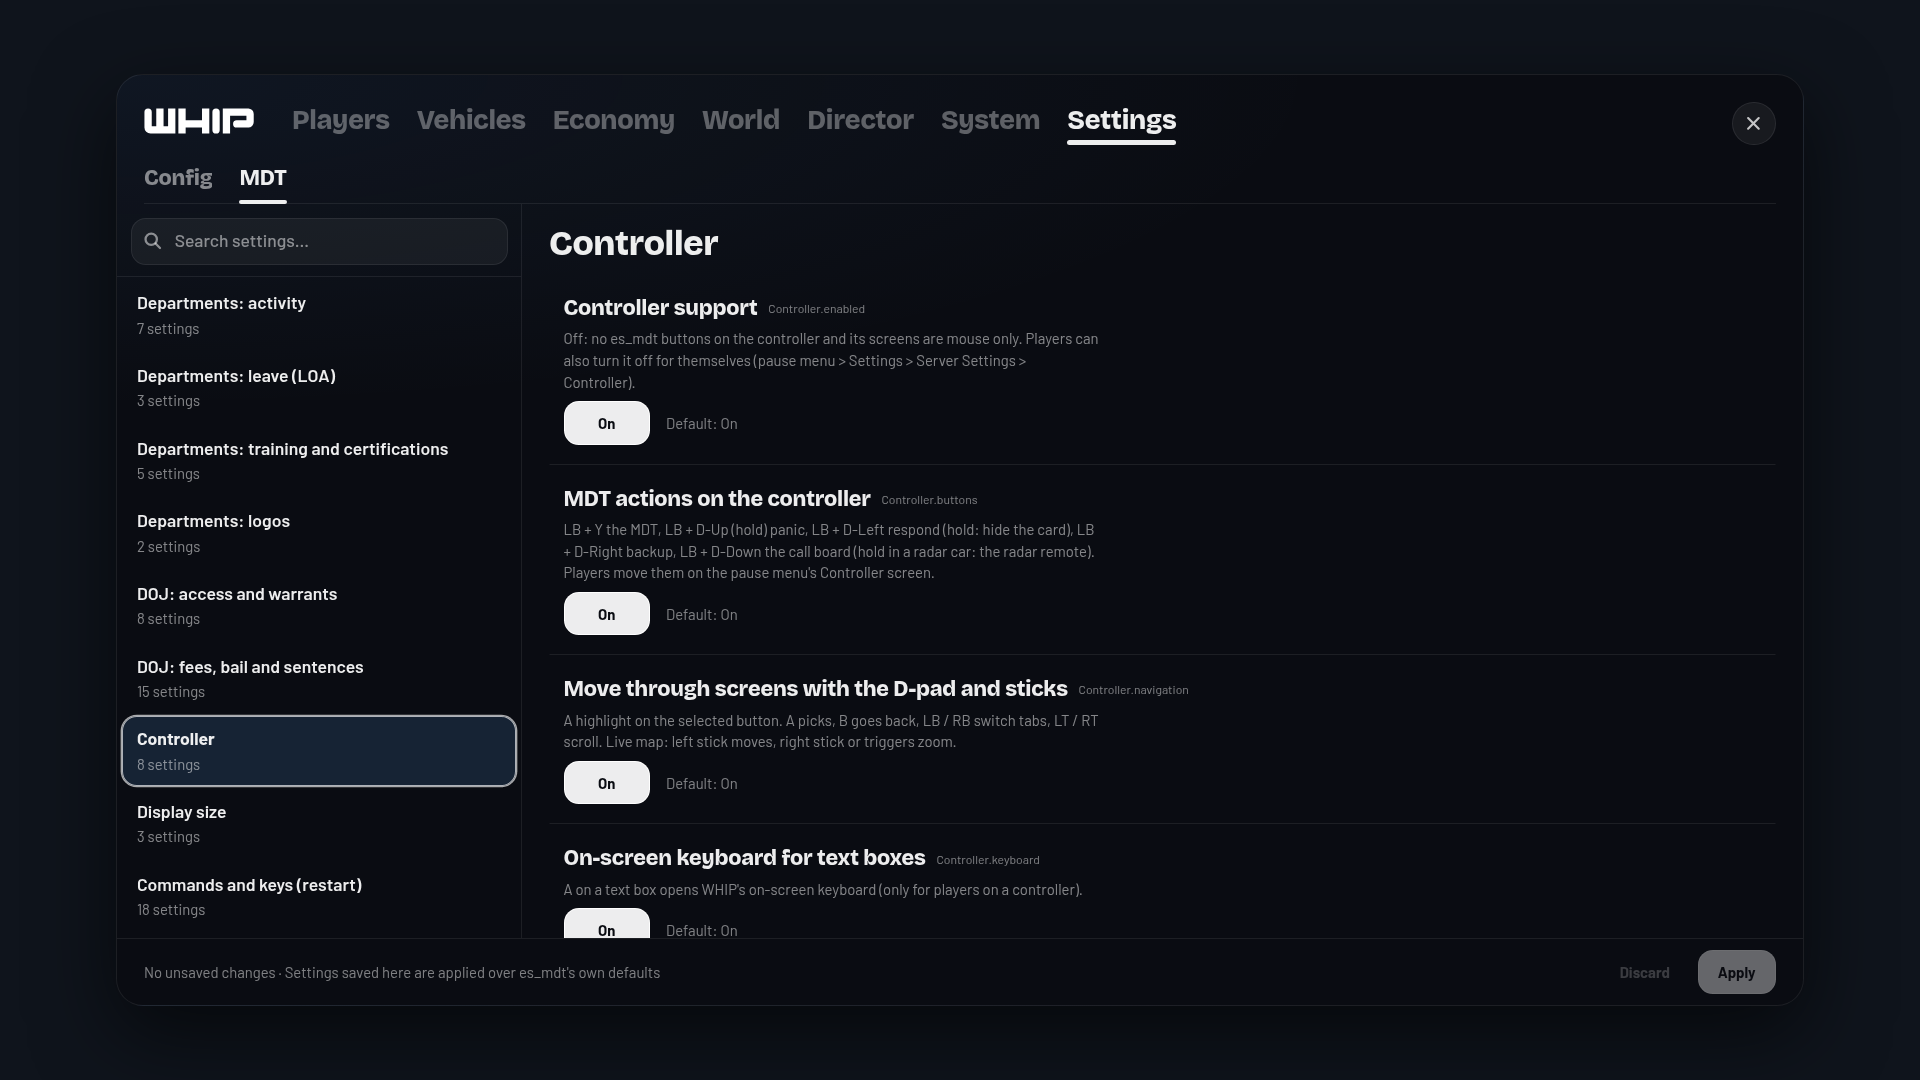 WHIP
Players Vehicles Economy World Director System Settings
Config MDT
Search settings...
Departments: activity
7 settings
Departments: leave (LOA)
3 settings
Departments: training and certifications
5 settings
Departments: logos
2 settings
DOJ: access and warrants
8 settings
DOJ: fees, bail and sentences
15 settings
Controller
8 settings
Display size
3 settings
Commands and keys (restart)
18 settings
Controller
Controller support Controller.enabled
Off: no es_mdt buttons on the controller and its screens are mouse only. Players can
also turn it off for themselves (pause menu > Settings > Server Settings >
Controller).
On Default: On
MDT actions on the controller Controller.buttons
LB + Y the MDT, LB + D-Up (hold) panic, LB + D-Left respond (hold: hide the card), LB
+ D-Right backup, LB + D-Down the call board (hold in a radar car: the radar remote).
Players move them on the pause menu's Controller screen.
On Default: On
Move through screens with the D-pad and sticks Controller.navigation
A highlight on the selected button. A picks, B goes back, LB / RB switch tabs, LT / RT
scroll. Live map: left stick moves, right stick or triggers zoom.
On Default: On
On-screen keyboard for text boxes Controller.keyboard
A on a text box opens WHIP's on-screen keyboard (only for players on a controller).
On Default: On
No unsaved changes · Settings saved here are applied over es_mdt's own defaults
Discard Apply